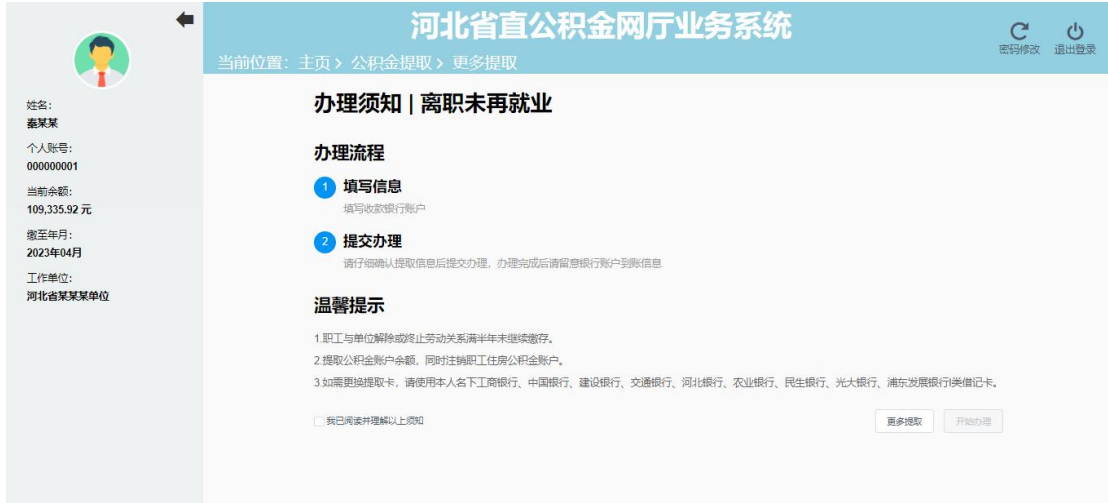 河北省直公积金网厅业务系统
密码修改
退出登录
当前位置: 主页 > 公积金提取 > 更多提取
姓名:
秦某某
个人账号:
000000001
当前余额:
109,335.92 元
缴至年月:
2023年04月
工作单位:
河北省某某某单位
办理须知 | 离职未再就业
办理流程
1 填写信息
填写收款银行账户
2 提交办理
请仔细确认提取信息后提交办理，办理完成后请留意银行账户到账信息
温馨提示
1.职工与单位解除或终止劳动关系满半年未继续缴存。
2.提取公积金账户余额，同时注销职工住房公积金账户。
3.如需更换提取卡，请使用本人名下工商银行、中国银行、建设银行、交通银行、河北银行、农业银行、民生银行、光大银行、浦东发展银行I类借记卡。
我已阅读并理解以上须知
更多提取
开始办理